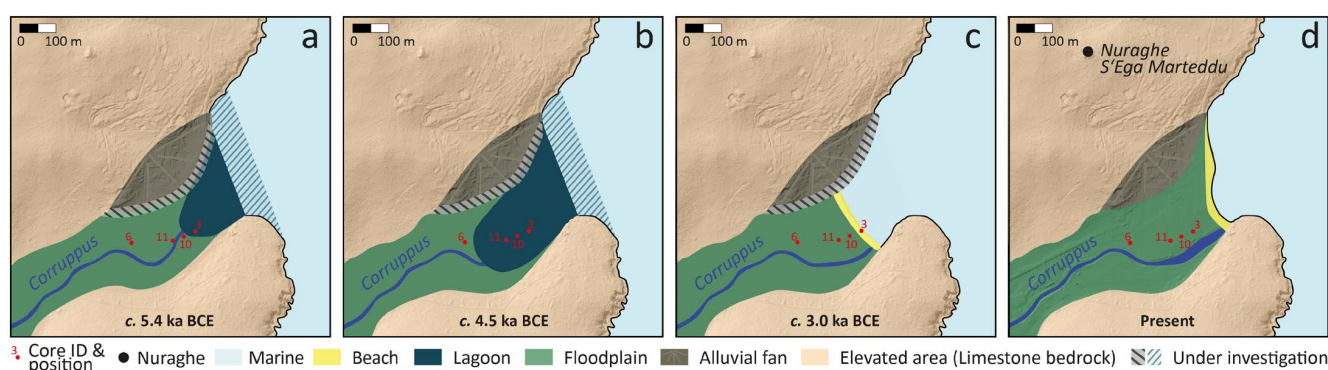 a
0 100 m
3
6
11
10
Corruppus
c. 5.4 ka BCE
b
0 100 m
3
6
11
10
Corruppus
c. 4.5 ka BCE
c
0 100 m
3
6
11
10
Corruppus
c. 3.0 ka BCE
d
0 100 m
Nuraghe
S'Ega Marteddu
3
6
11
10
Corruppus
Present
3 Core ID & position Nuraghe Marine Beach Lagoon Floodplain Alluvial fan Elevated area (Limestone bedrock) Under investigation